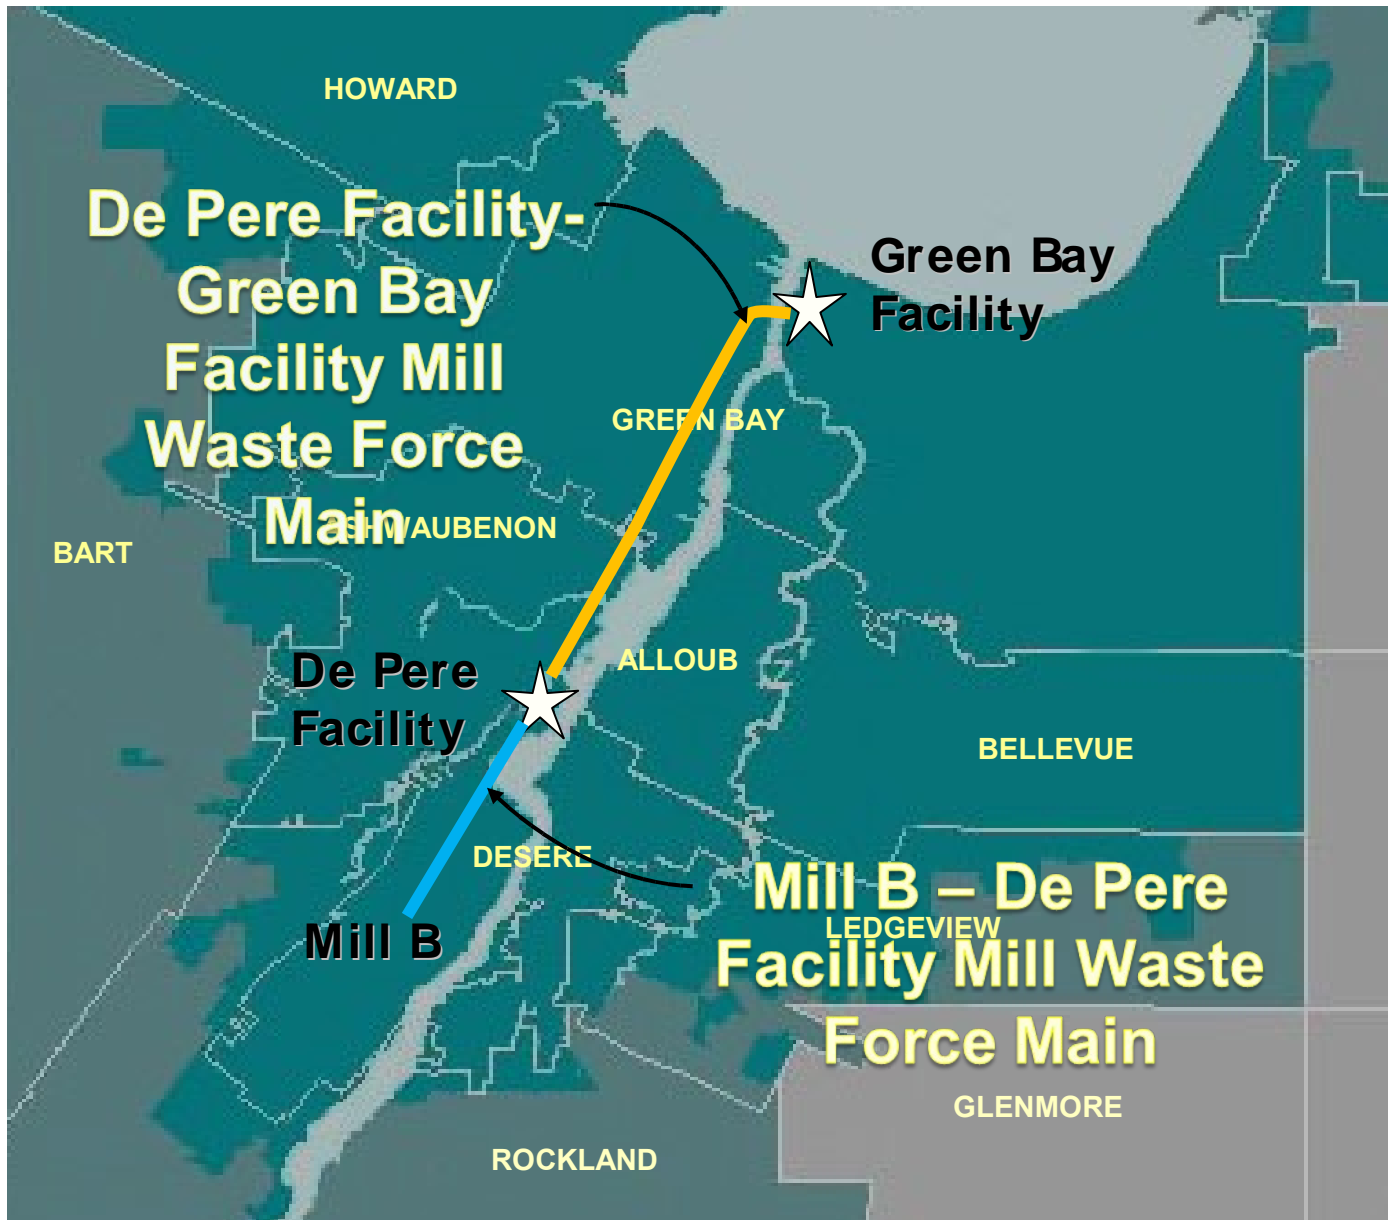 HOWARD
De Pere Facility-
Green Bay
Facility Mill
Waste Force
Main
Green Bay
Facility
GREEN BAY
ASHWAUBENON
BART
De Pere
Facility
ALLOUB
BELLEVUE
DESERE
Mill B
Mill B – De Pere
Facility Mill Waste
Force Main
LEDGEVIEW
GLENMORE
ROCKLAND